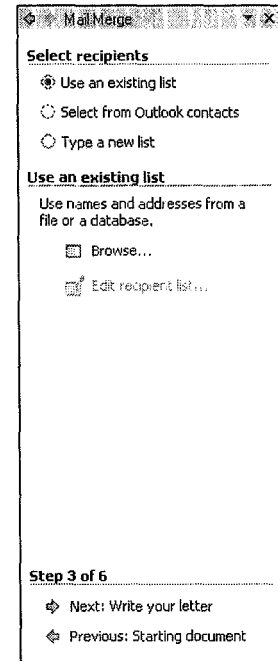 Mail Merge
Select recipients
Use an existing list
Select from Outlook contacts
Type a new list
Use an existing list
Use names and addresses from a
file or a database.
Browse...
Edit recipient list...
Step 3 of 6
Next: Write your letter
Previous: Starting document